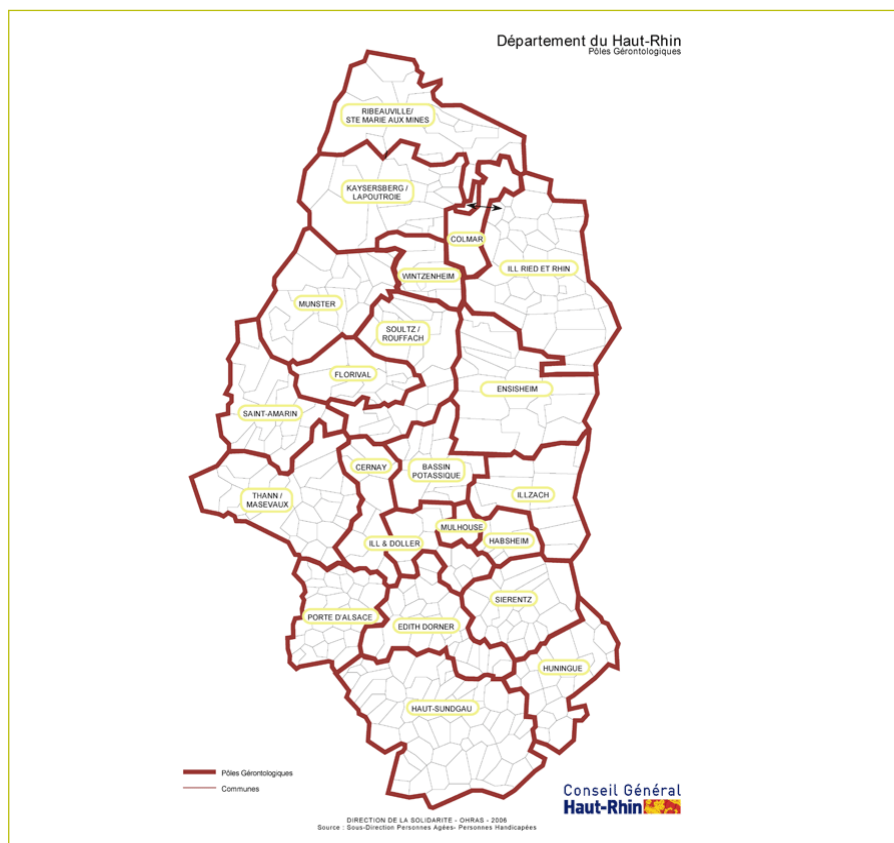 Département du Haut-Rhin
Pôles Gérontologiques
RIBEAUVILLE/
STE MARIE AUX MINES
KAYSERSBERG /
LAPOUTROIE
COLMAR
ILL RIED ET RHIN
WINTZENHEIM
MUNSTER
SOULTZ /
ROUFFACH
FLORIVAL
ENSISHEIM
SAINT-AMARIN
CERNAY
BASSIN
POTASSIQUE
THANN /
MASEVAUX
ILLZACH
MULHOUSE
ILL & DOLLER
HABSHEIM
SIERENTZ
PORTE D'ALSACE
EDITH DORNER
HUNINGUE
HAUT-SUNDGAU
Pôles Gérontologiques
Communes
Conseil Général
Haut-Rhin
DIRECTION DE LA SOLIDARITE - OHRAS - 2006
Source : Sous-Direction Personnes Agées- Personnes Handicapées